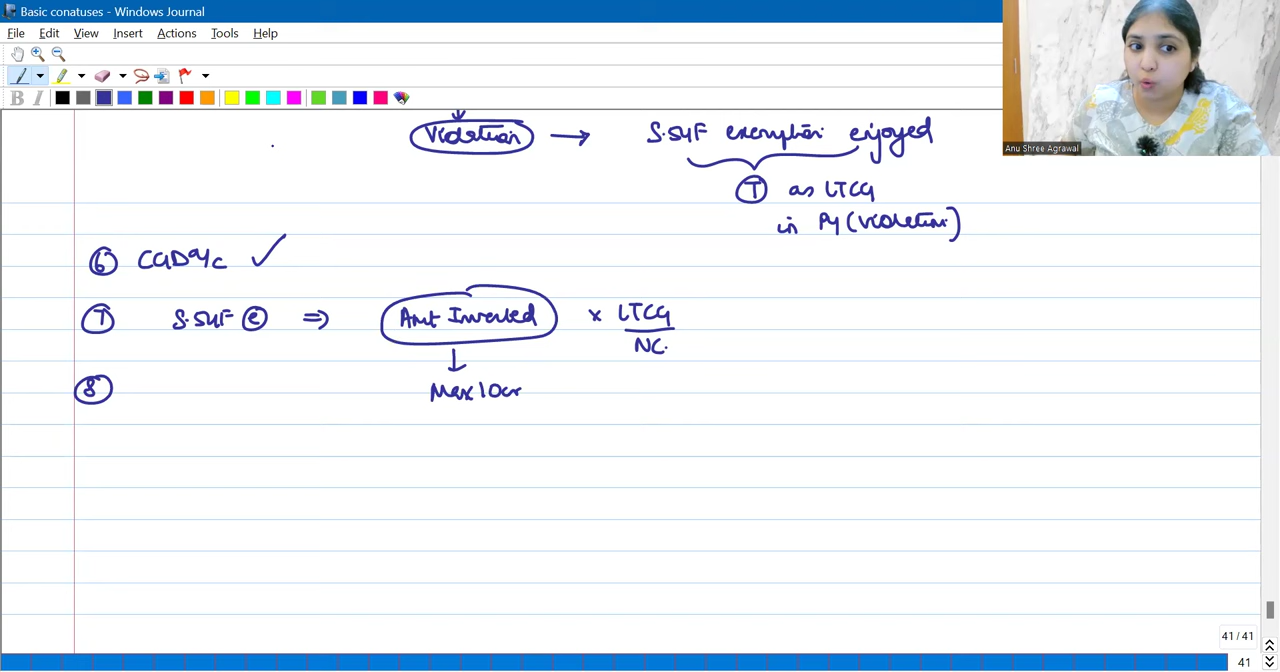 Basic conatuses - Windows Journal
File Edit View Insert Actions Tools Help
B I
Anu Shree Agrawal
Violation → S.54F exemption enjoyed
T as LTCG
in PY (violation)
6 CGDA/c ✓
7 S.54F e ⇒ Amt Invested × LTCG
NC
↓
Max 10cr
8
41 / 41
41